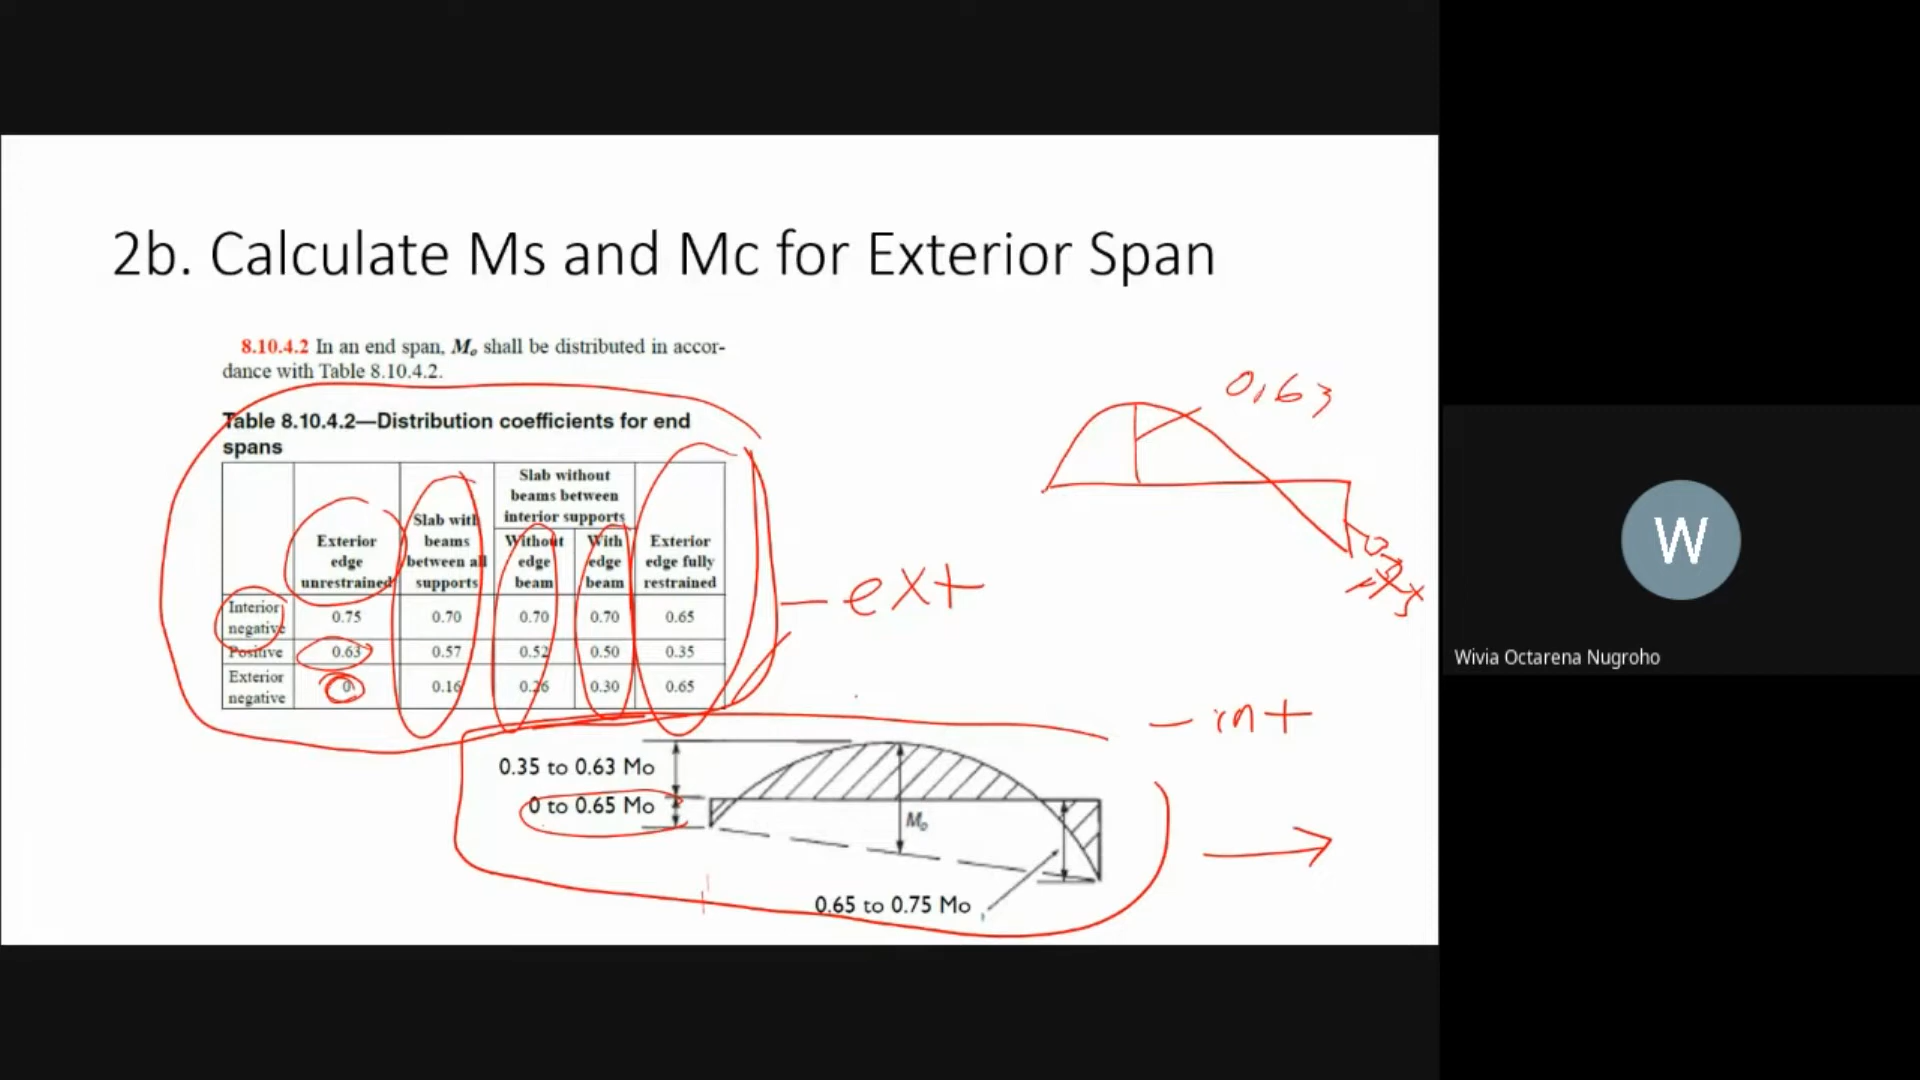 2b. Calculate Ms and Mc for Exterior Span
8.10.4.2 In an end span, Mo shall be distributed in accor-
dance with Table 8.10.4.2.
Table 8.10.4.2—Distribution coefficients for end
spans
Exterior edge unrestrained
Slab with beams between all supports
Slab without beams between interior supports
Without edge beam
With edge beam
Exterior edge fully restrained
Interior negative 0.75 0.70 0.70 0.70 0.65
Positive 0.63 0.57 0.52 0.50 0.35
Exterior negative 0 0.16 0.26 0.30 0.65
0,63
- ext
- int
0.35 to 0.63 Mo
0 to 0.65 Mo
Mo
0.65 to 0.75 Mo
W
Wivia Octarena Nugroho